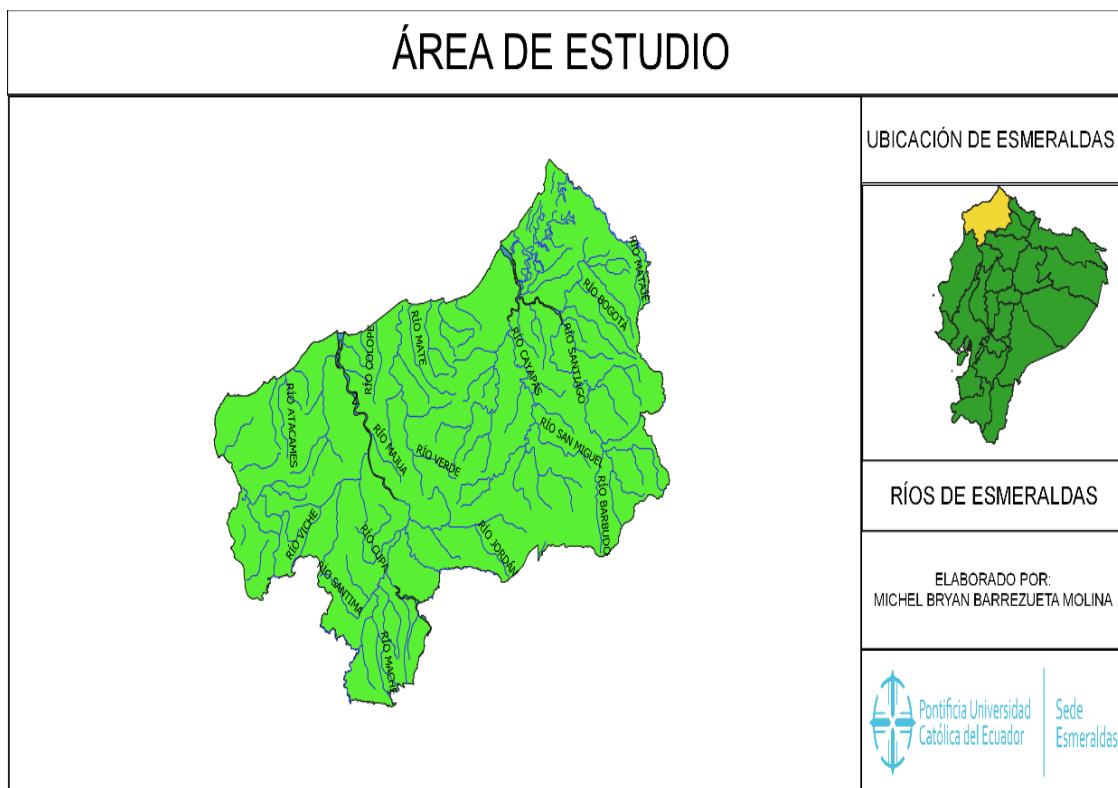 ÁREA DE ESTUDIO
UBICACIÓN DE ESMERALDAS
RÍO MATAJE
RÍO BOGOTÁ
RÍO SANTIAGO
RÍO CAYAPAS
RÍO MATE
RÍO COLOPE
RÍO ATACAMES
RÍO MAJUA
RÍO VERDE
RÍO SAN MIGUEL
RÍO BARBUDO
RÍO VICHE
RÍO CUPA
RÍO JORDÁN
RÍO SANTIMA
RÍO MACHE
RÍOS DE ESMERALDAS
ELABORADO POR:
MICHEL BRYAN BARREZUETA MOLINA
Pontificia Universidad
Católica del Ecuador
Sede
Esmeraldas